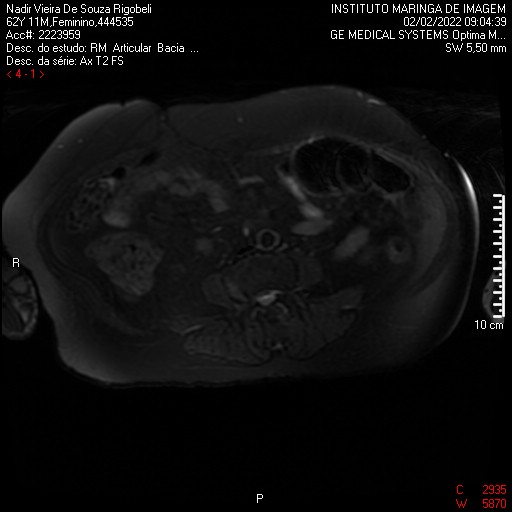 Nadir Vieira De Souza Rigobeli
62Y 11M,Feminino,444535
Acc#: 2223959
Desc. do estudo: RM Articular Bacia ...
Desc. da série: Ax T2 FS
< 4 - 1 >
INSTITUTO MARINGA DE IMAGEM
02/02/2022 09:04:39
GE MEDICAL SYSTEMS Optima M...
SW 5,50 mm
R
10 cm
P
C 2935
W 5870